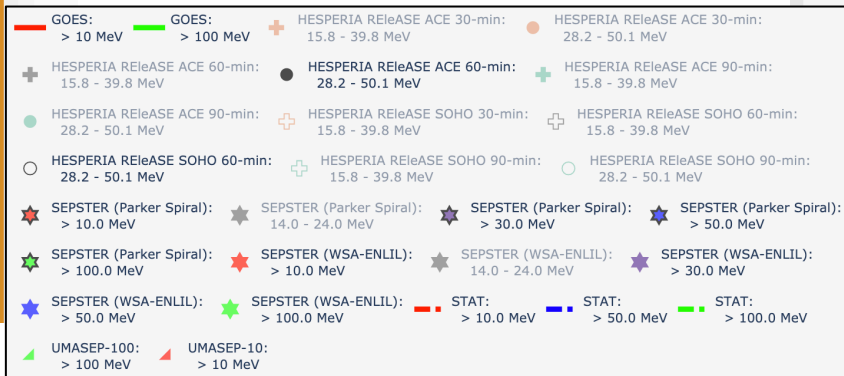 GOES: GOES: HESPERIA REleASE ACE 30-min: HESPERIA REleASE ACE 30-min:
> 10 MeV > 100 MeV 15.8 - 39.8 MeV 28.2 - 50.1 MeV
HESPERIA REleASE ACE 60-min: HESPERIA REleASE ACE 60-min: HESPERIA REleASE ACE 90-min:
15.8 - 39.8 MeV 28.2 - 50.1 MeV 15.8 - 39.8 MeV
HESPERIA REleASE ACE 90-min: HESPERIA REleASE SOHO 30-min: HESPERIA REleASE SOHO 60-min:
28.2 - 50.1 MeV 15.8 - 39.8 MeV 15.8 - 39.8 MeV
HESPERIA REleASE SOHO 60-min: HESPERIA REleASE SOHO 90-min: HESPERIA REleASE SOHO 90-min:
28.2 - 50.1 MeV 15.8 - 39.8 MeV 28.2 - 50.1 MeV
SEPSTER (Parker Spiral): SEPSTER (Parker Spiral): SEPSTER (Parker Spiral): SEPSTER (Parker Spiral):
> 10.0 MeV 14.0 - 24.0 MeV > 30.0 MeV > 50.0 MeV
SEPSTER (Parker Spiral): SEPSTER (WSA-ENLIL): SEPSTER (WSA-ENLIL): SEPSTER (WSA-ENLIL):
> 100.0 MeV > 10.0 MeV 14.0 - 24.0 MeV > 30.0 MeV
SEPSTER (WSA-ENLIL): SEPSTER (WSA-ENLIL): STAT: STAT: STAT:
> 50.0 MeV > 100.0 MeV > 10.0 MeV > 50.0 MeV > 100.0 MeV
UMASEP-100: UMASEP-10:
> 100 MeV > 10 MeV